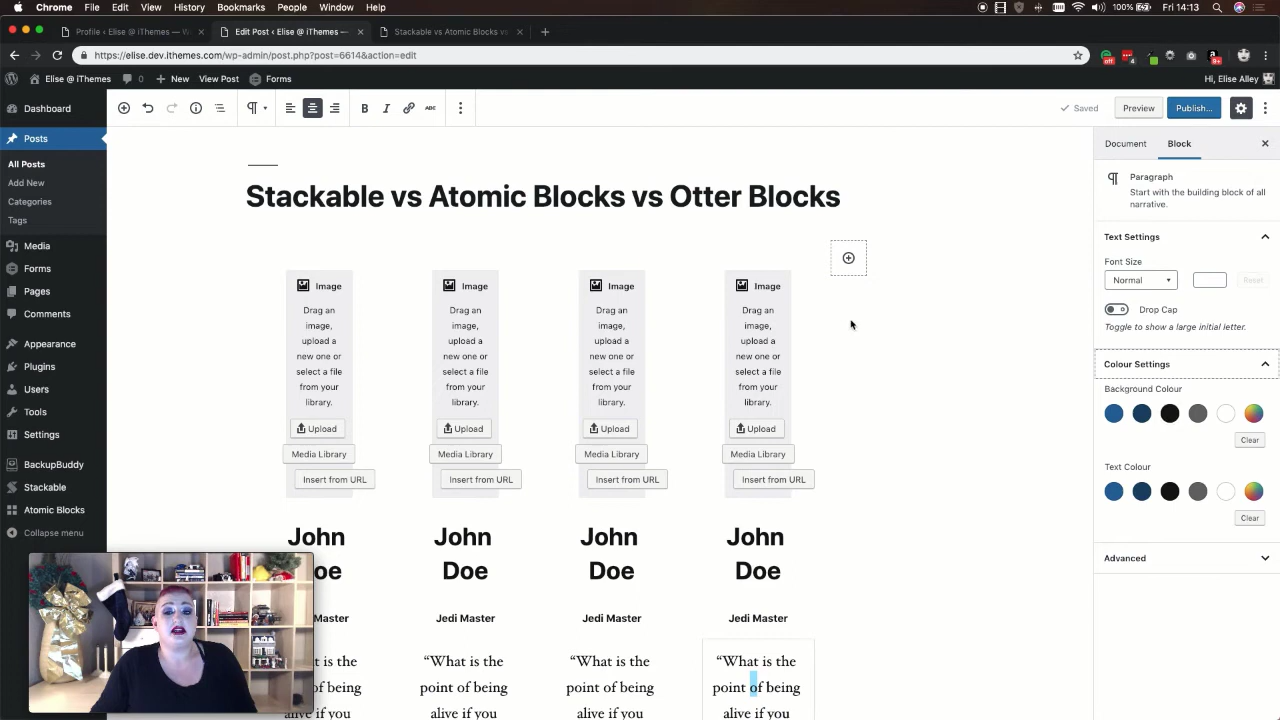 Chrome File Edit View History Bookmarks People Window Help 100% Fri 14:13
Profile < Elise @ iThemes — W
Edit Post < Elise @ iThemes —
Stackable vs Atomic Blocks vs
https://elise.dev.ithemes.com/wp-admin/post.php?post=6614&action=edit
Elise @ iThemes 0 New View Post Forms Hi, Elise Alley
Dashboard
Posts
All Posts
Add New
Categories
Tags
Media
Forms
Pages
Comments
Appearance
Plugins
Users
Tools
Settings
BackupBuddy
Stackable
Atomic Blocks
Collapse menu
B I ABC
Saved Preview Publish...
Stackable vs Atomic Blocks vs Otter Blocks
Image Image Image Image
Drag an Drag an Drag an Drag an
image, image, image, image,
upload a upload a upload a upload a
new one or new one or new one or new one or
select a file select a file select a file select a file
from your from your from your from your
library. library. library. library.
Upload Upload Upload Upload
Media Library Media Library Media Library Media Library
Insert from URL Insert from URL Insert from URL Insert from URL
John John John John
oe Doe Doe Doe
Master Jedi Master Jedi Master Jedi Master
t is the “What is the “What is the “What is the
of being point of being point of being point of being
alive if you alive if you alive if you alive if you
Document Block
Paragraph
Start with the building block of all
narrative.
Text Settings
Font Size
Normal Reset
Drop Cap
Toggle to show a large initial letter.
Colour Settings
Background Colour
Clear
Text Colour
Clear
Advanced